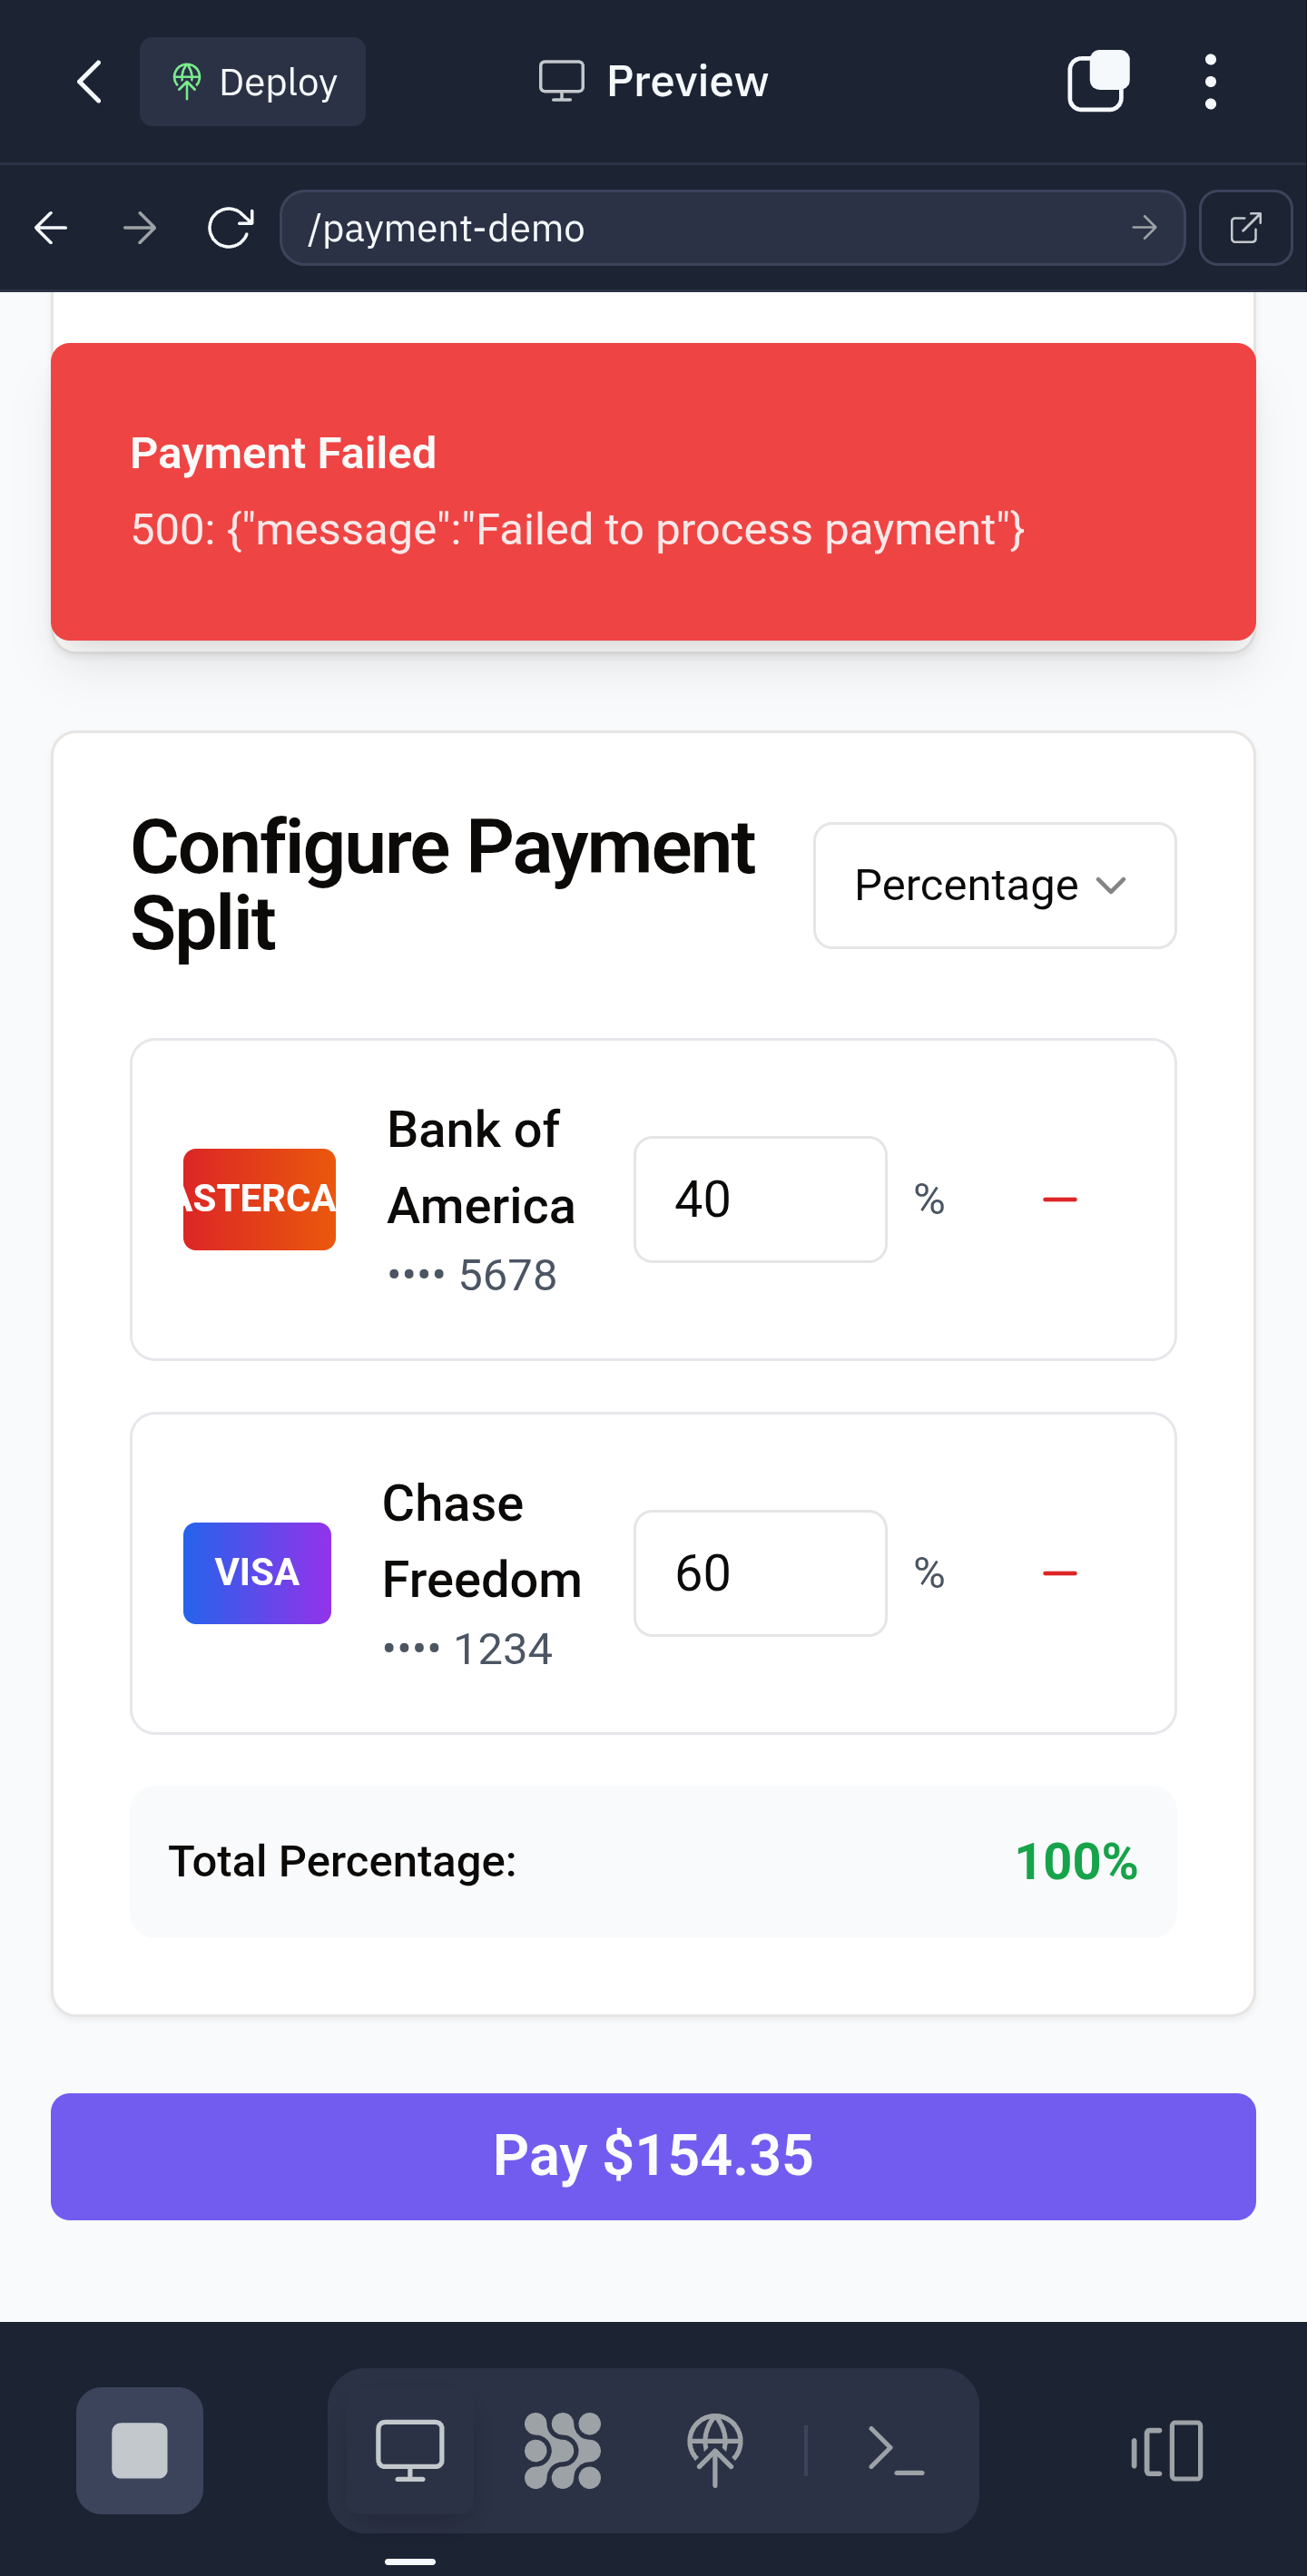 Deploy
Preview
/payment-demo
Payment Failed
500: {"message":"Failed to process payment"}
Configure Payment
Split
Percentage
ASTERCA
Bank of
America
•••• 5678
40
%
VISA
Chase
Freedom
•••• 1234
60
%
Total Percentage:
100%
Pay $154.35